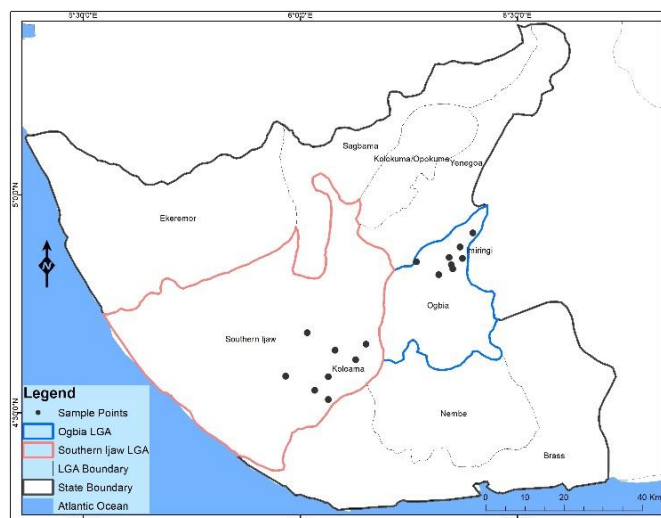 5°30'0"E
6°0'0"E
6°30'0"E
Sagbama
Kolokuma/Opokuma
Yenegoa
5°0'0"N
Ekeremor
imiringi
N
Ogbia
Southern Ijaw
Koloama
4°30'0"N
Nembe
Brass
Legend
Sample Points
Ogbia LGA
Southern Ijaw LGA
LGA Boundary
State Boundary
Atlantic Ocean
0 10 20 40 Km